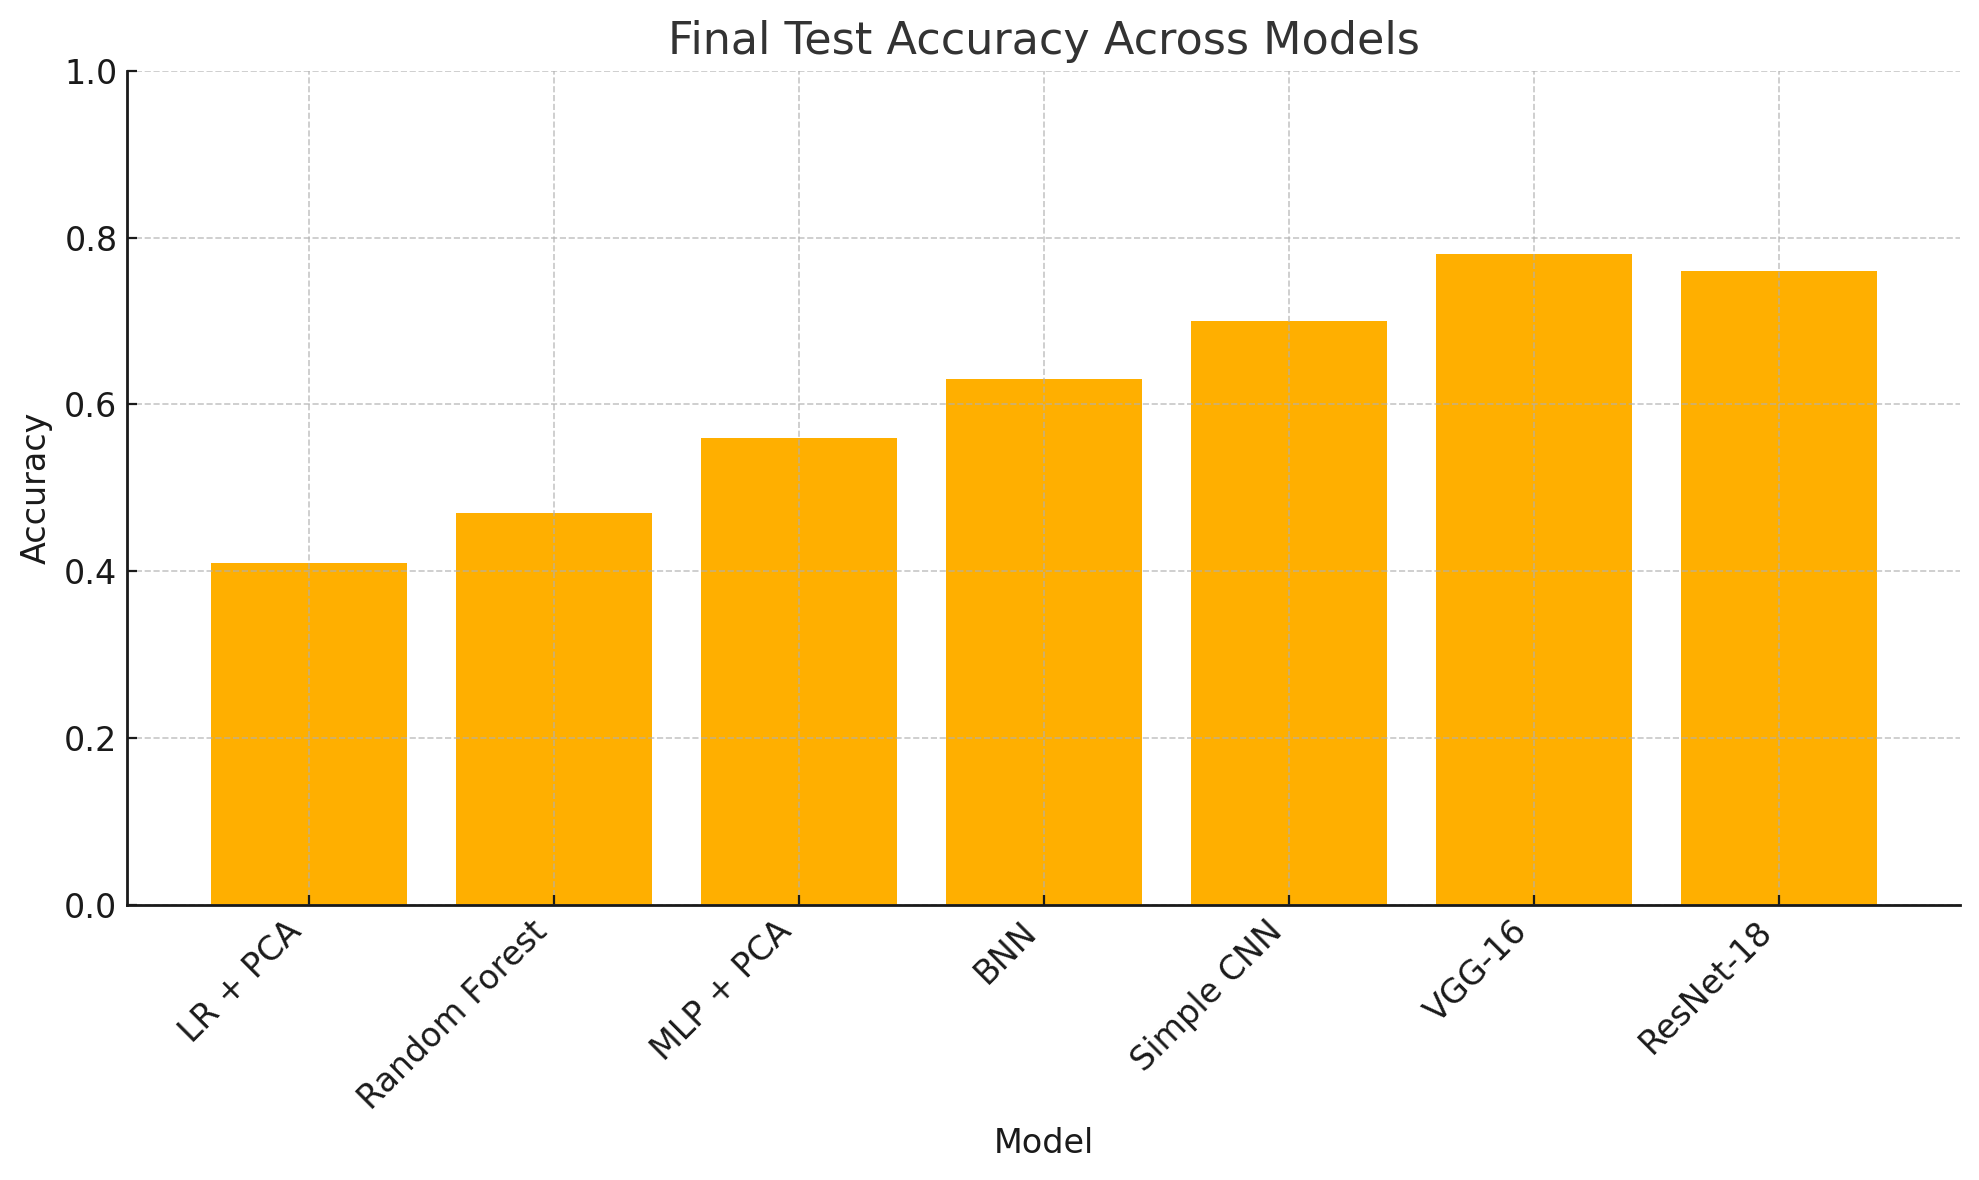 Final Test Accuracy Across Models
1.0
0.8
0.6
0.4
0.2
0.0
Accuracy
LR + PCA
Random Forest
MLP + PCA
BNN
Simple CNN
VGG-16
ResNet-18
Model